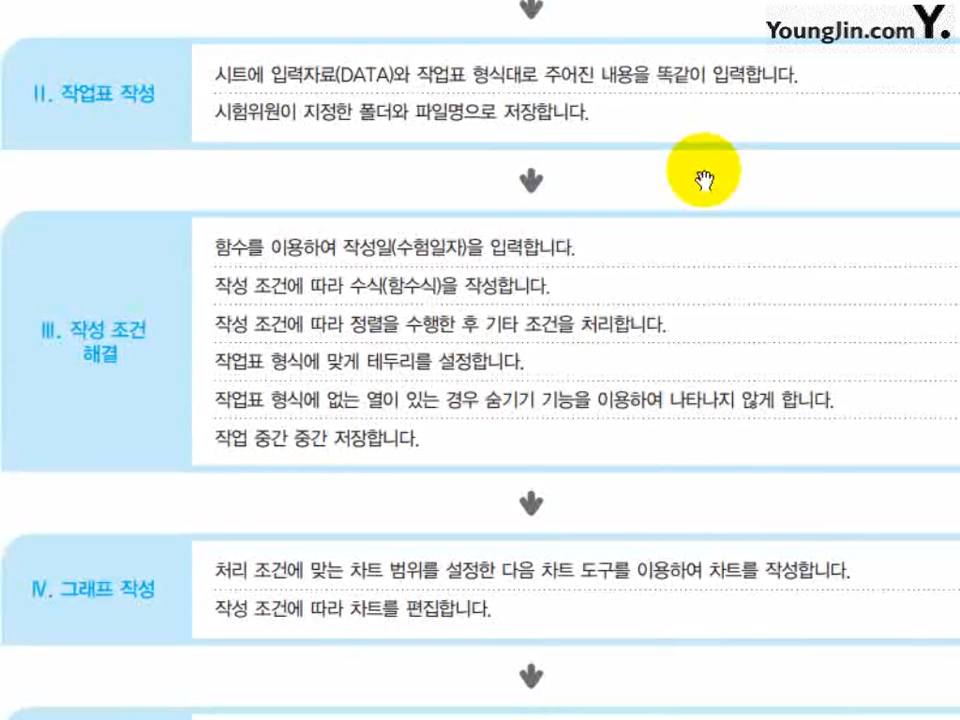 YoungJin.com Y.
II. 작업표 작성
시트에 입력자료(DATA)와 작업표 형식대로 주어진 내용을 똑같이 입력합니다.
시험위원이 지정한 폴더와 파일명으로 저장합니다.
III. 작성 조건
해결
함수를 이용하여 작성일(수험일자)을 입력합니다.
작성 조건에 따라 수식(함수식)을 작성합니다.
작성 조건에 따라 정렬을 수행한 후 기타 조건을 처리합니다.
작업표 형식에 맞게 테두리를 설정합니다.
작업표 형식에 없는 열이 있는 경우 숨기기 기능을 이용하여 나타나지 않게 합니다.
작업 중간 중간 저장합니다.
IV. 그래프 작성
처리 조건에 맞는 차트 범위를 설정한 다음 차트 도구를 이용하여 차트를 작성합니다.
작성 조건에 따라 차트를 편집합니다.